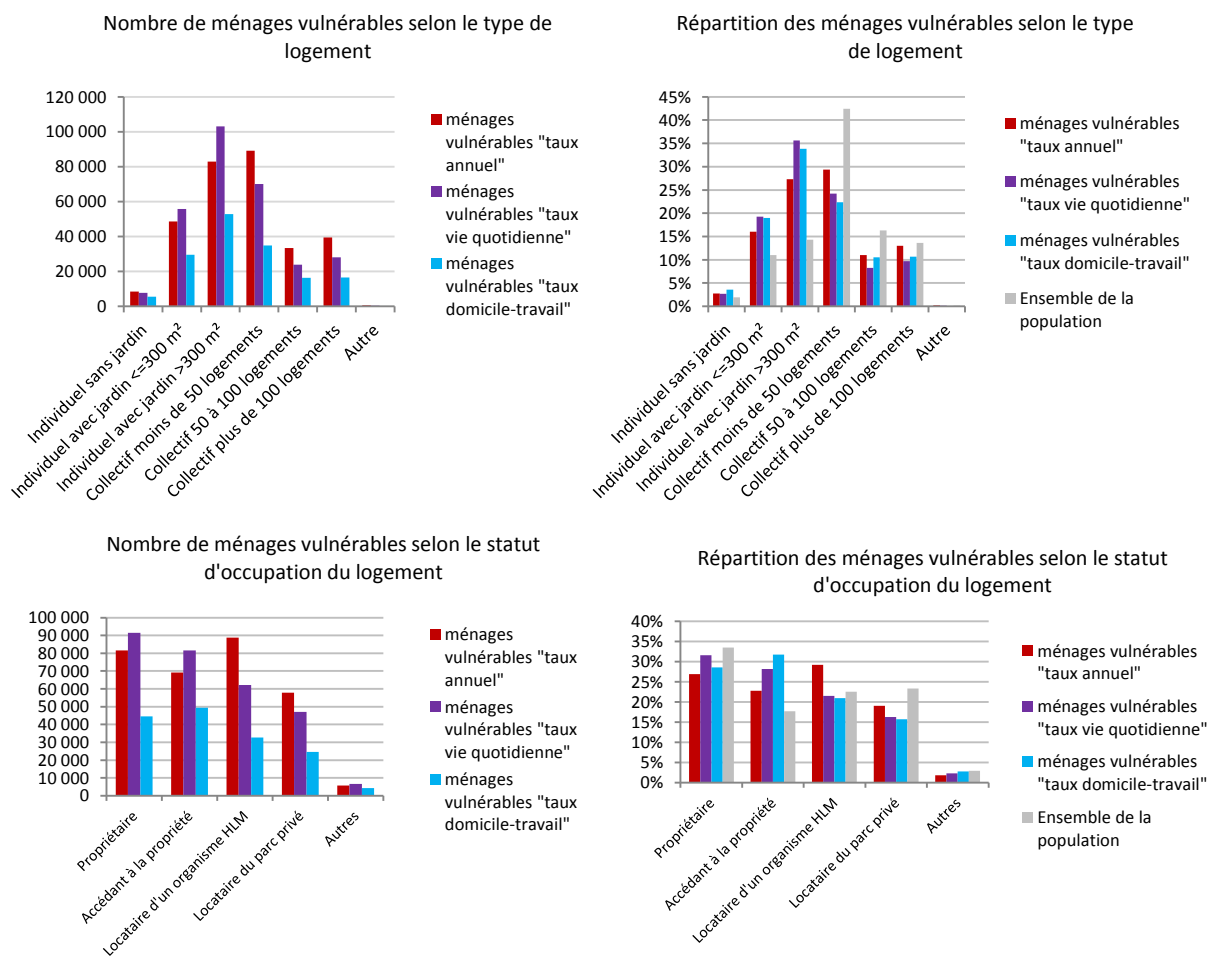 Nombre de ménages vulnérables selon le type de
logement
120 000
100 000
80 000
60 000
40 000
20 000
0
Individuel sans jardin
Individuel avec jardin <=300 m²
Individuel avec jardin >300 m²
Collectif moins de 50 logements
Collectif 50 à 100 logements
Collectif plus de 100 logements
Autre
ménages
vulnérables "taux
annuel"
ménages
vulnérables "taux
vie quotidienne"
ménages
vulnérables "taux
domicile-travail"
Répartition des ménages vulnérables selon le type
de logement
45%
40%
35%
30%
25%
20%
15%
10%
5%
0%
Individuel sans jardin
Individuel avec jardin <=300 m²
Individuel avec jardin >300 m²
Collectif moins de 50 logements
Collectif 50 à 100 logements
Collectif plus de 100 logements
Autre
ménages vulnérables
"taux annuel"
ménages vulnérables
"taux vie quotidienne"
ménages vulnérables
"taux domicile-travail"
Ensemble de la
population
Nombre de ménages vulnérables selon le statut
d'occupation du logement
100 000
90 000
80 000
70 000
60 000
50 000
40 000
30 000
20 000
10 000
0
Propriétaire
Accédant à la propriété
Locataire d'un organisme HLM
Locataire du parc privé
Autres
ménages
vulnérables "taux
annuel"
ménages
vulnérables "taux
vie quotidienne"
ménages
vulnérables "taux
domicile-travail"
Répartition des ménages vulnérables selon le statut
d'occupation du logement
40%
35%
30%
25%
20%
15%
10%
5%
0%
Propriétaire
Accédant à la propriété
Locataire d'un organisme HLM
Locataire du parc privé
Autres
ménages vulnérables
"taux annuel"
ménages vulnérables
"taux vie quotidienne"
ménages vulnérables
"taux domicile-travail"
Ensemble de la
population